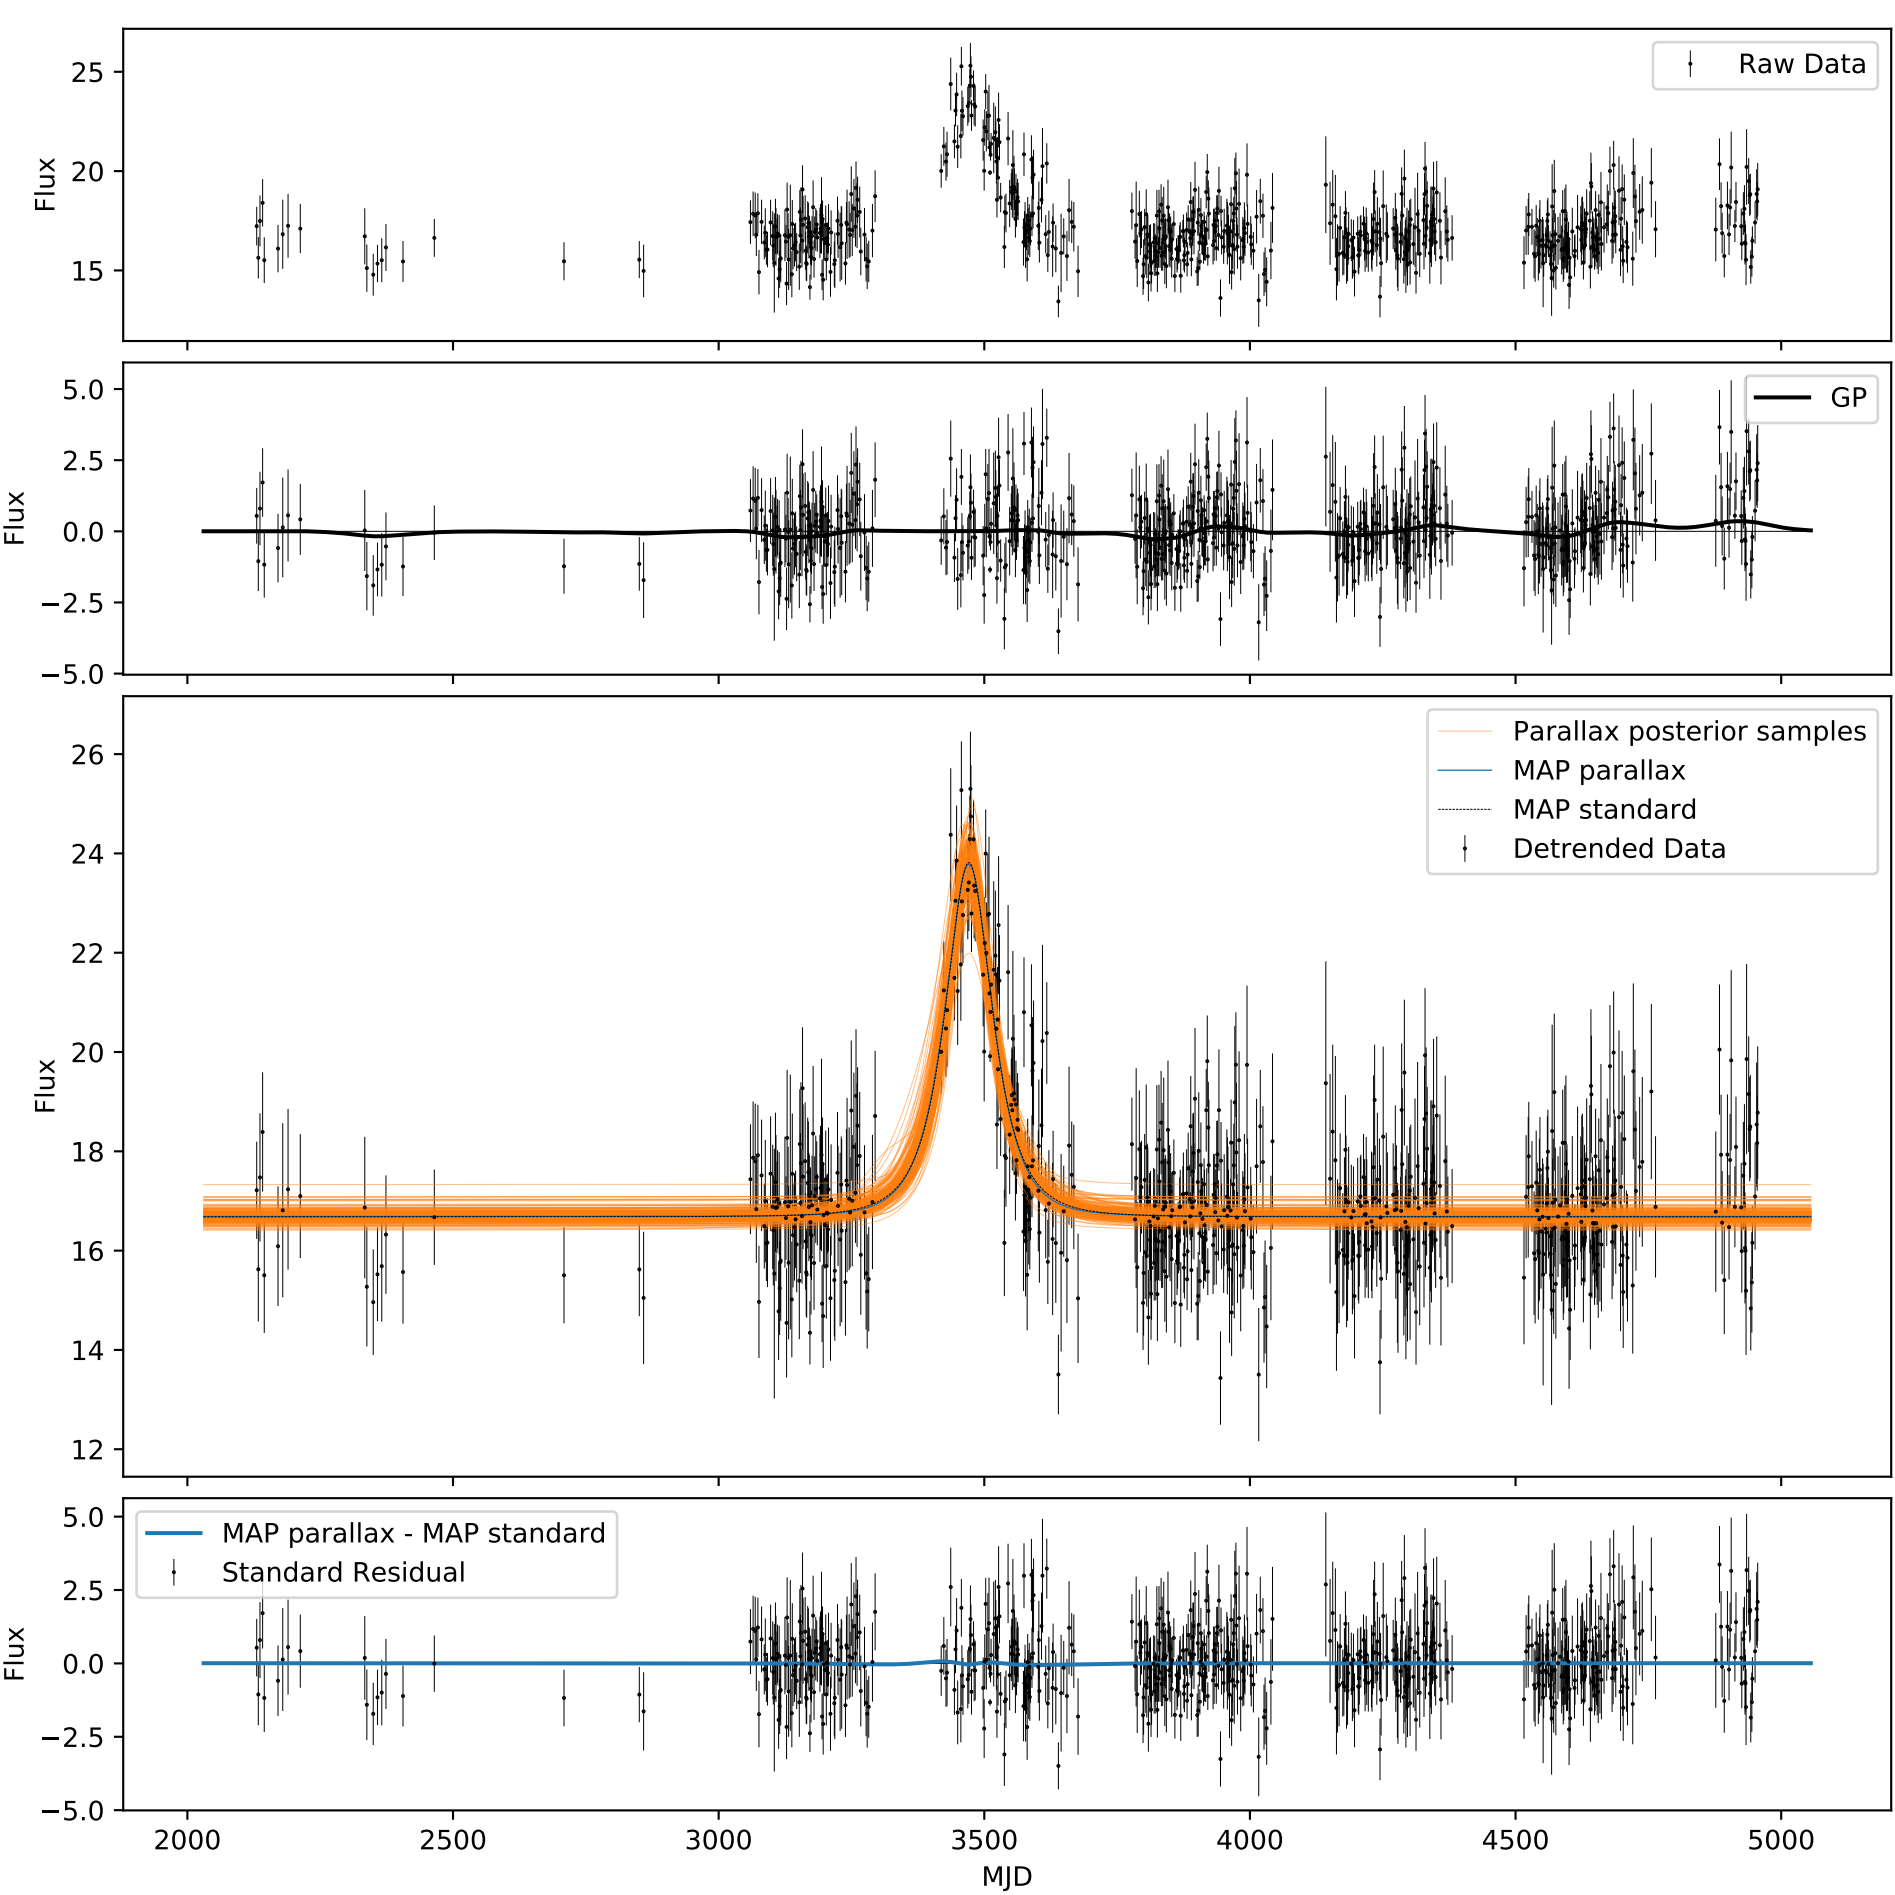 25
20
15
Flux
Raw Data
5.0
2.5
0.0
−2.5
−5.0
Flux
GP
26
24
22
20
18
16
14
12
Flux
Parallax posterior samples
MAP parallax
MAP standard
Detrended Data
5.0
2.5
0.0
−2.5
−5.0
Flux
MAP parallax - MAP standard
Standard Residual
2000 2500 3000 3500 4000 4500 5000
MJD